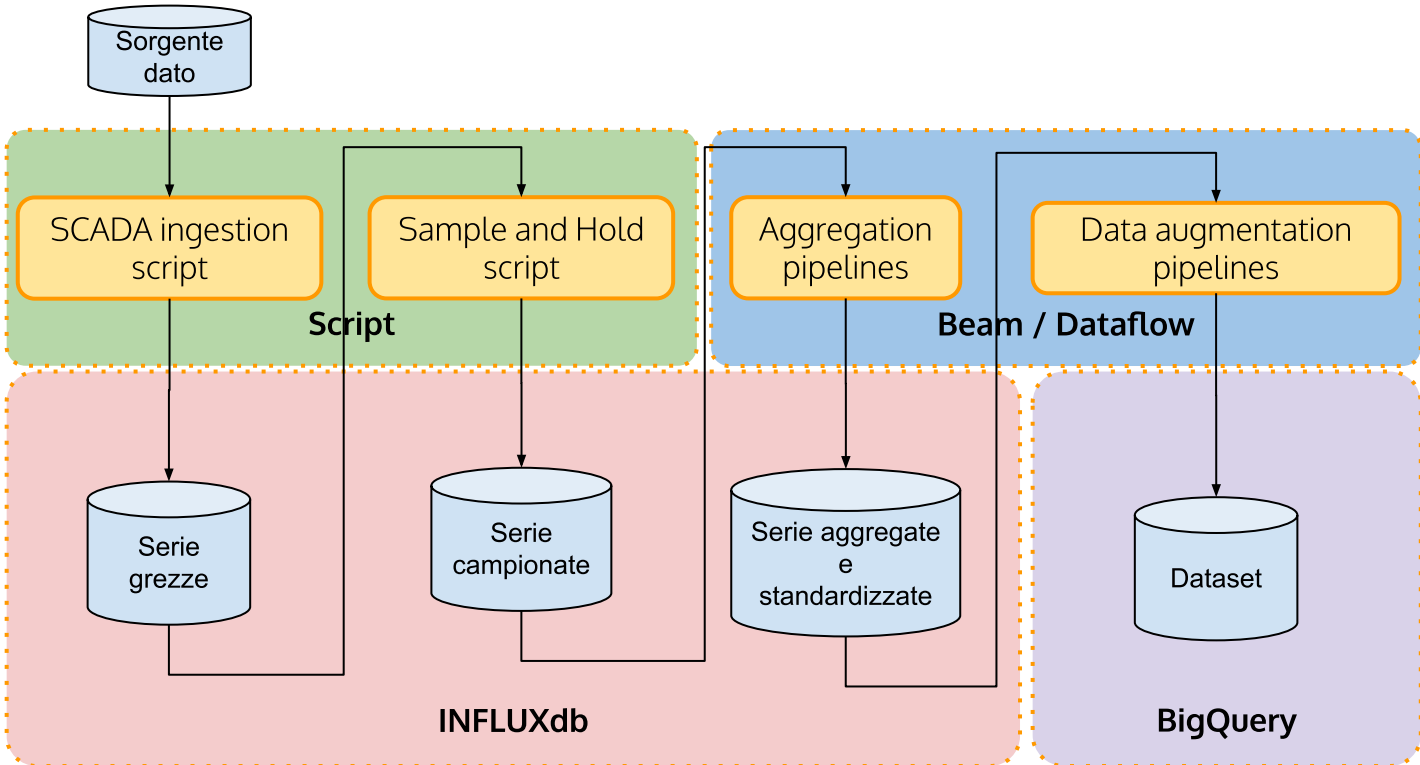 Sorgente
dato
SCADA ingestion
script
Sample and Hold
script
Aggregation
pipelines
Data augmentation
pipelines
Script
Beam / Dataflow
Serie
grezze
Serie
campionate
Serie aggregate
e
standardizzate
Dataset
INFLUXdb
BigQuery